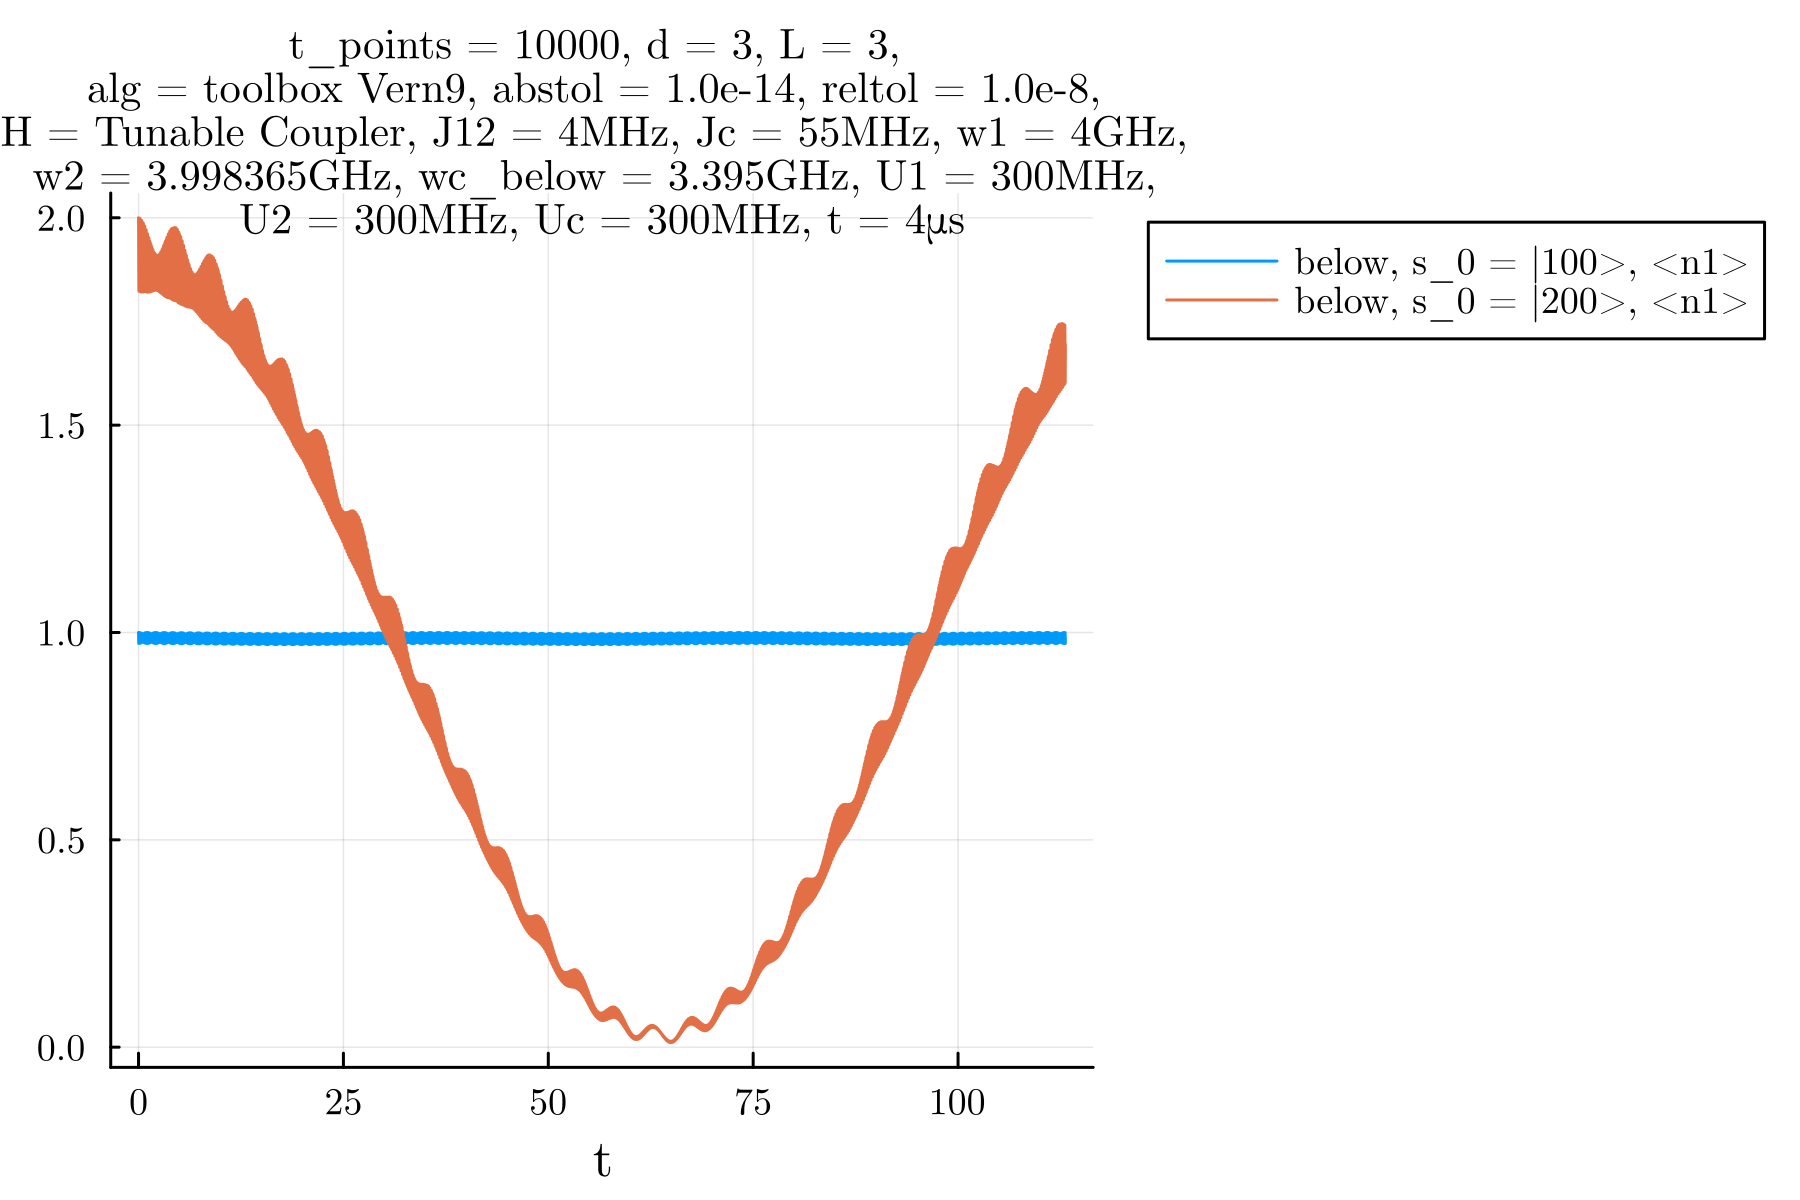 t_points = 10000, d = 3, L = 3,
alg = toolbox Vern9, abstol = 1.0e-14, reltol = 1.0e-8,
H = Tunable Coupler, J12 = 4MHz, Jc = 55MHz, w1 = 4GHz,
w2 = 3.998365GHz, wc_below = 3.395GHz, U1 = 300MHz,
U2 = 300MHz, Uc = 300MHz, t = 4μs
below, s_0 = |100>, <n1>
below, s_0 = |200>, <n1>
2.0
1.5
1.0
0.5
0.0
0 25 50 75 100
t